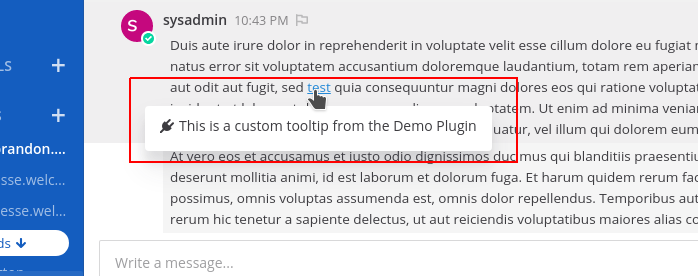 S
sysadmin 10:43 PM
Duis aute irure dolor in reprehenderit in voluptate velit esse cillum dolore eu fugiat
natus error sit voluptatem accusantium doloremque laudantium, totam rem aperiam
LS +
aut odit aut fugit, sed test quia consequuntur magni dolores eos qui ratione voluptat
tatem. Ut enim ad minima venia
S +
This is a custom tooltip from the Demo Plugin
uatur, vel illum dolorem eum
randon....
At vero eos et accusamus et iusto odio dignissimos ducimus qui blanditiis praesentiu
esse.welc...
deserunt mollitia animi, id est laborum et dolorum fuga. Et harum quidem rerum fac
possimus, omnis voluptas assumenda est, omnis dolor repellendus. Temporibus aut
esse.wel...
rerum hic tenetur a sapiente delectus, ut aut reiciendis voluptatibus maiores alias co
ds
Write a message...